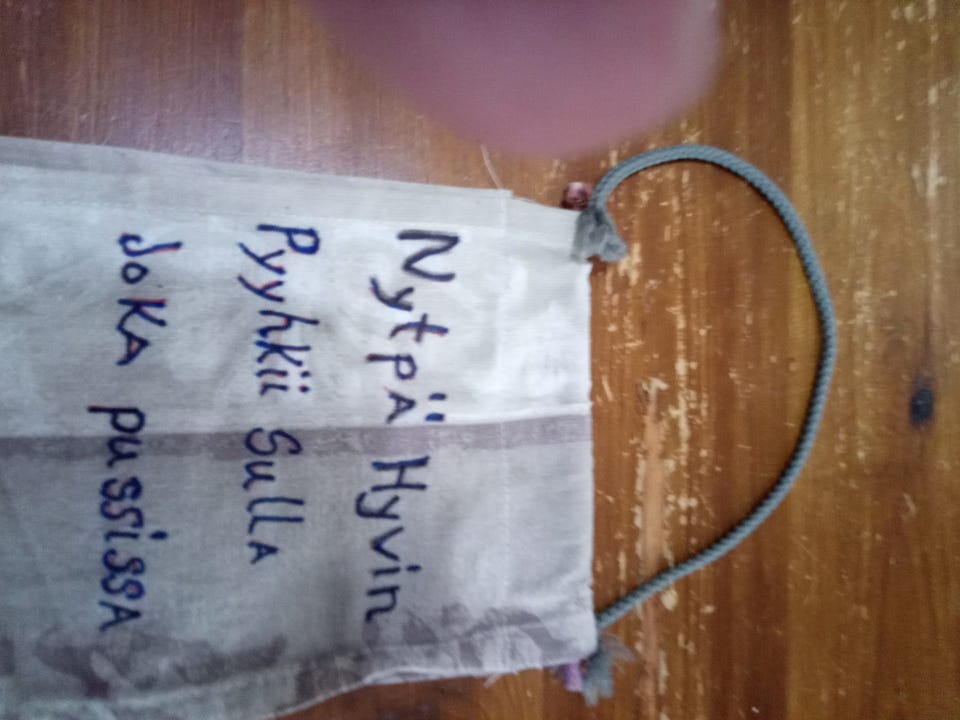 Nytpä Hyvin
Pyyhkii Sulla
JoKA pussissA